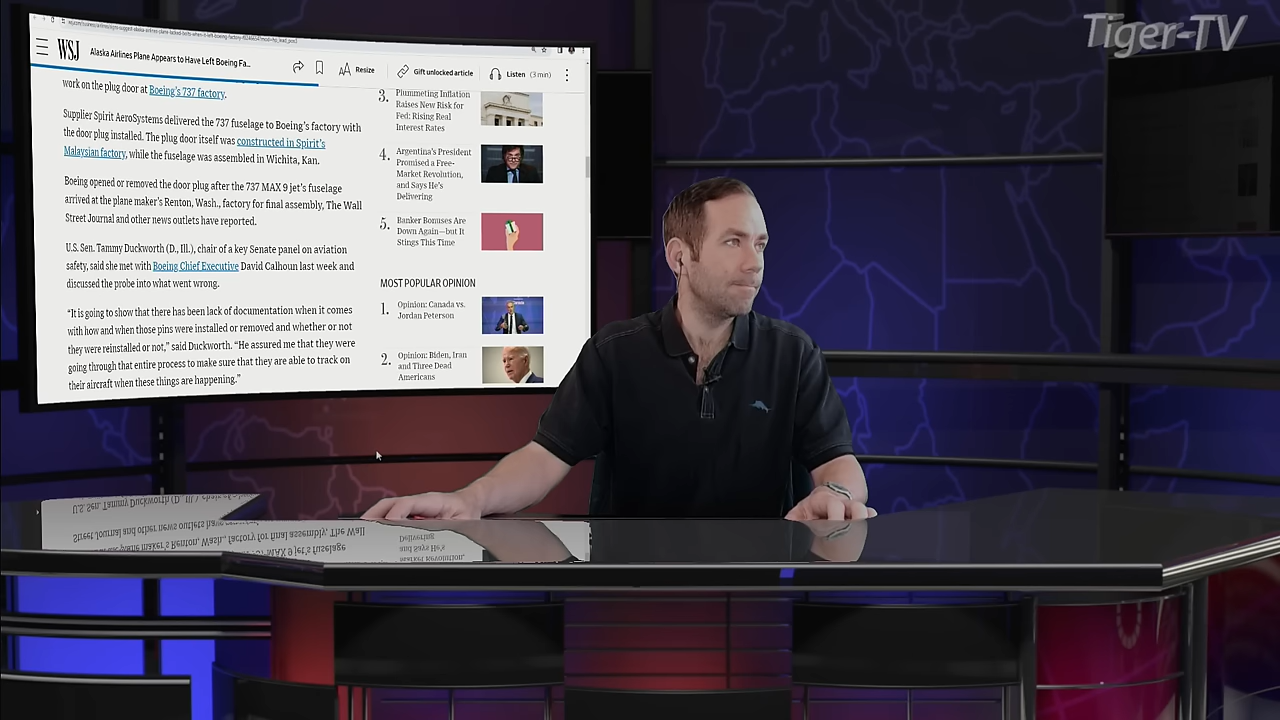 Tiger-TV
WSJ
Alaska Airlines Plane Appears to Have Left Boeing Fa...
Resize
Gift unlocked article
Listen (3 min)
work on the plug door at Boeing's 737 factory.
Supplier Spirit AeroSystems delivered the 737 fuselage to Boeing's factory with
the door plug installed. The plug door itself was constructed in Spirit's
Malaysian factory, while the fuselage was assembled in Wichita, Kan.
Boeing opened or removed the door plug after the 737 MAX 9 jet's fuselage
arrived at the plane maker's Renton, Wash., factory for final assembly, The Wall
Street Journal and other news outlets have reported.
U.S. Sen. Tammy Duckworth (D., Ill.), chair of a key Senate panel on aviation
safety, said she met with Boeing Chief Executive David Calhoun last week and
discussed the probe into what went wrong.
“It is going to show that there has been lack of documentation when it comes
with how and when those pins were installed or removed and whether or not
they were reinstalled or not,” said Duckworth. “He assured me that they were
going through that entire process to make sure that they are able to track on
their aircraft when these things are happening.”
3. Plummeting Inflation
Raises New Risk for
Fed: Rising Real
Interest Rates
4. Argentina's President
Promised a Free-
Market Revolution,
and Says He's
Delivering
5. Banker Bonuses Are
Down Again—but It
Stings This Time
MOST POPULAR OPINION
1. Opinion: Canada vs.
Jordan Peterson
2. Opinion: Biden, Iran
and Three Dead
Americans